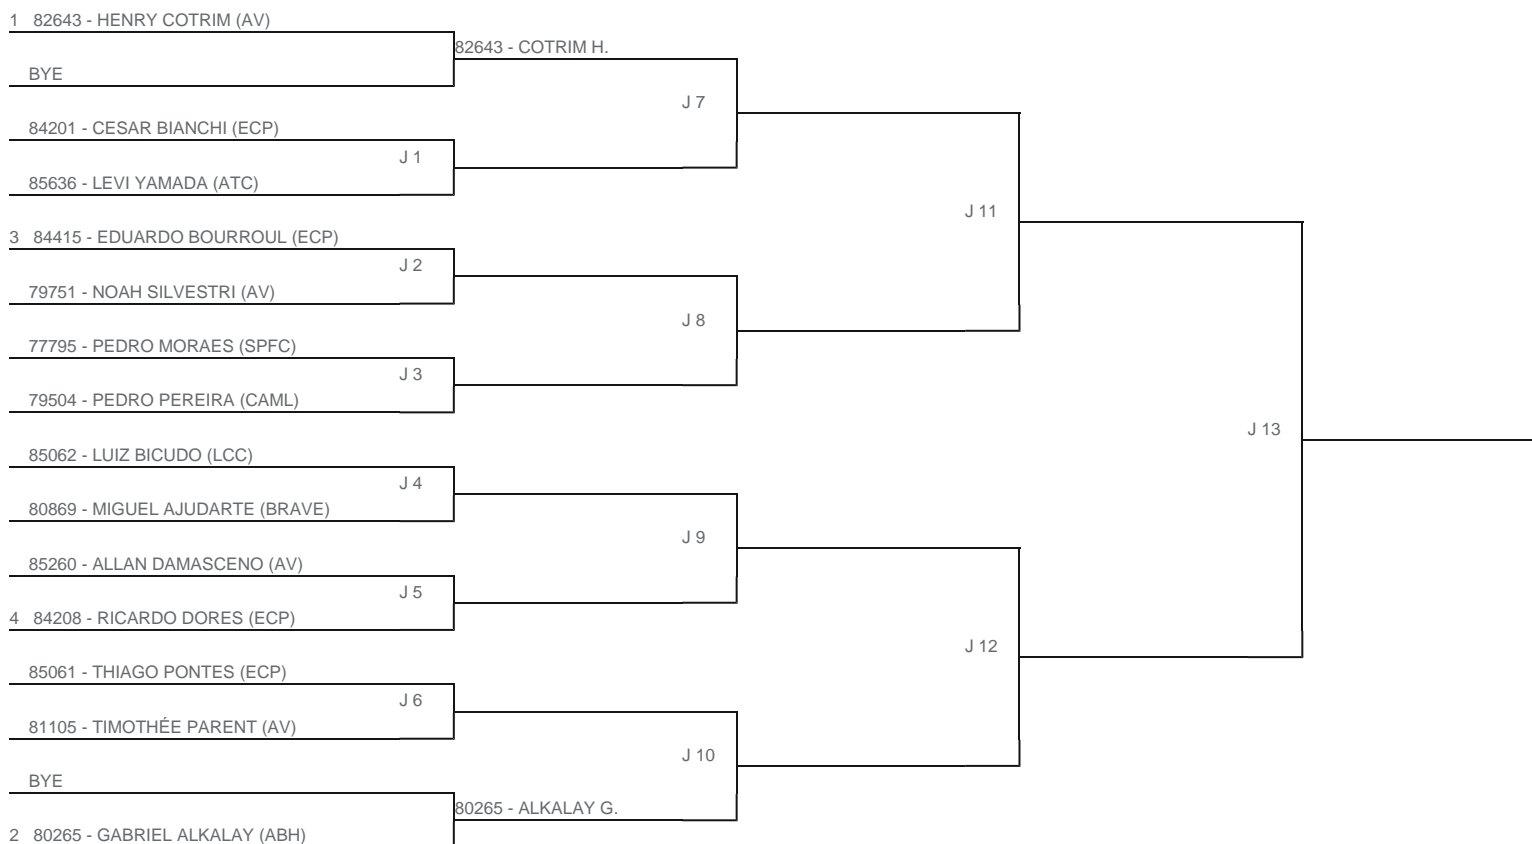 1 82643 - HENRY COTRIM (AV)
82643 - COTRIM H.
BYE
J 7
84201 - CESAR BIANCHI (ECP)
J 1
85636 - LEVI YAMADA (ATC)
J 11
3 84415 - EDUARDO BOURROUL (ECP)
J 2
79751 - NOAH SILVESTRI (AV)
J 8
77795 - PEDRO MORAES (SPFC)
J 3
79504 - PEDRO PEREIRA (CAML)
J 13
85062 - LUIZ BICUDO (LCC)
J 4
80869 - MIGUEL AJUDARTE (BRAVE)
J 9
85260 - ALLAN DAMASCENO (AV)
J 5
4 84208 - RICARDO DORES (ECP)
J 12
85061 - THIAGO PONTES (ECP)
J 6
81105 - TIMOTHÉE PARENT (AV)
J 10
BYE
80265 - ALKALAY G.
2 80265 - GABRIEL ALKALAY (ABH)